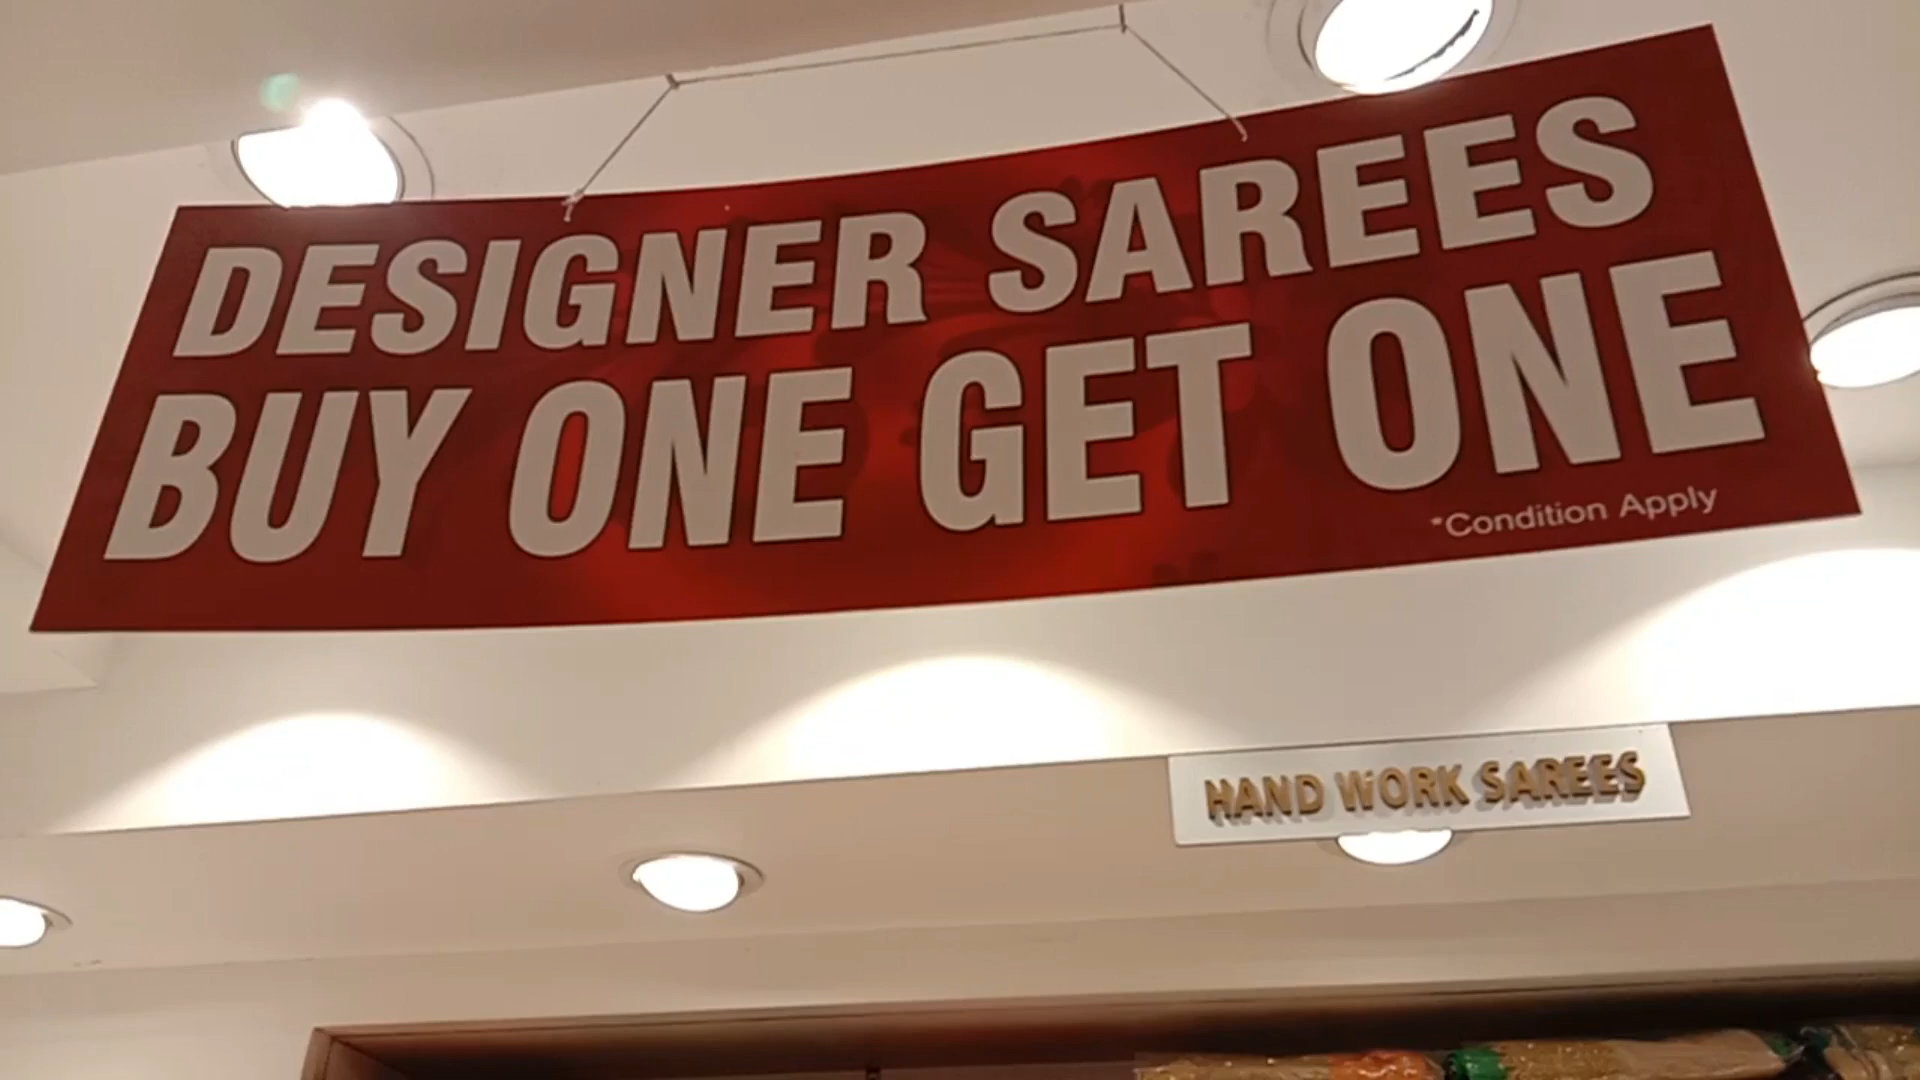 DESIGNER SAREES
BUY ONE GET ONE
*Condition Apply
HAND WORK SAREES